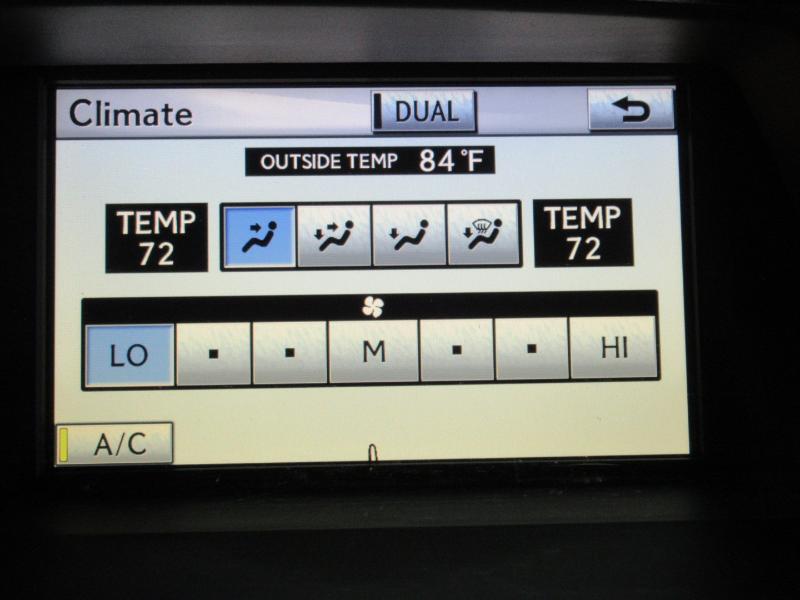 Climate
DUAL
OUTSIDE TEMP 84°F
TEMP
72
TEMP
72
LO
M
HI
A/C